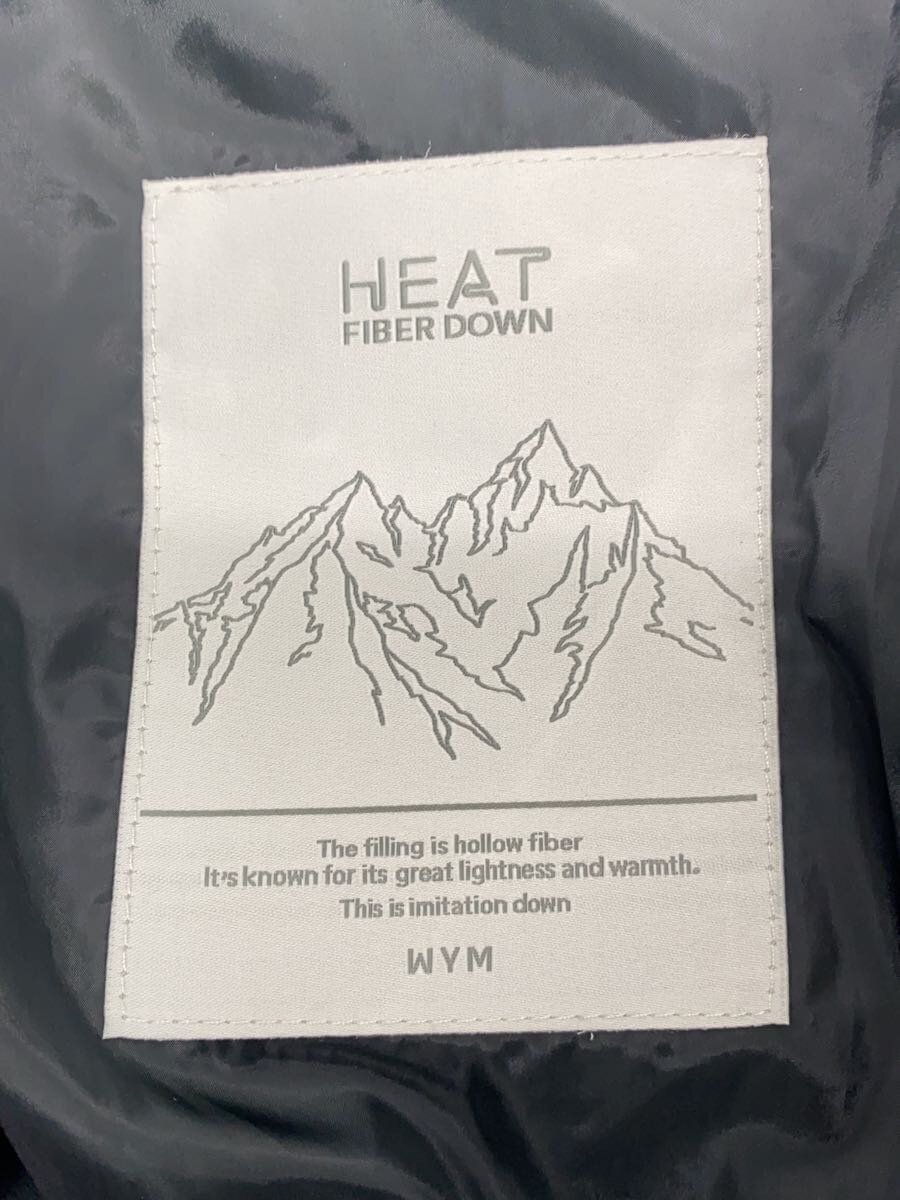 HEAT
FIBER DOWN
The filling is hollow fiber
It's known for its great lightness and warmth.
This is imitation down
WYM